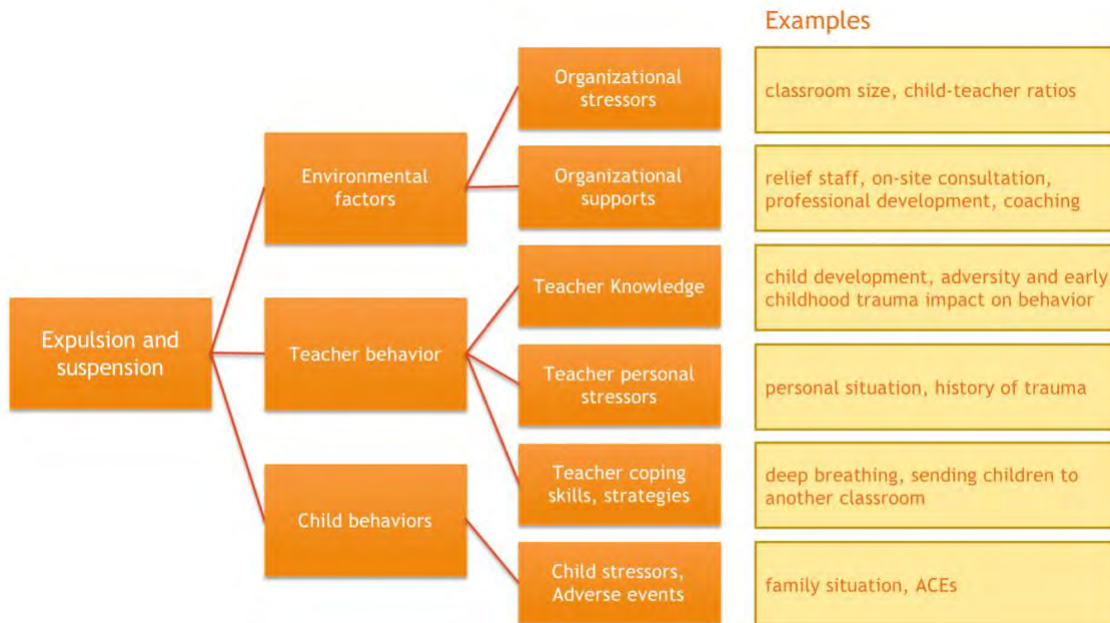 Examples
Organizational
stressors
classroom size, child-teacher ratios
Environmental
factors
Organizational
supports
relief staff, on-site consultation,
professional development, coaching
Teacher Knowledge
child development, adversity and early
childhood trauma impact on behavior
Expulsion and
suspension
Teacher behavior
Teacher personal
stressors
personal situation, history of trauma
Teacher coping
skills, strategies
deep breathing, sending children to
another classroom
Child behaviors
Child stressors,
Adverse events
family situation, ACEs